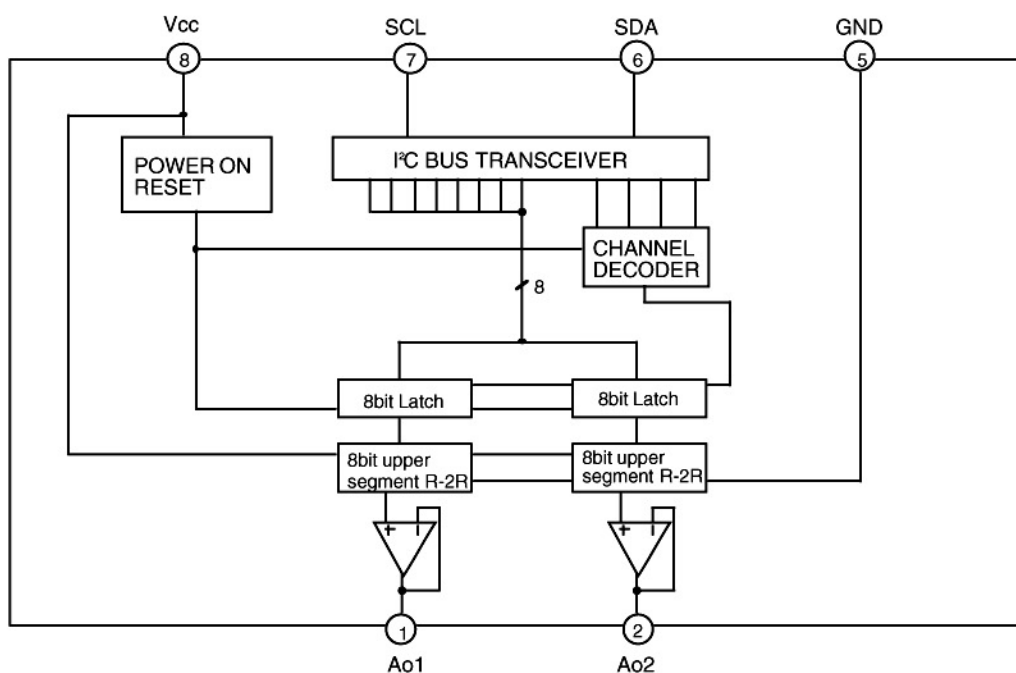 Vcc
SCL
SDA
GND
8
7
6
5
POWER ON
RESET
I²C BUS TRANSCEIVER
CHANNEL
DECODER
8
8bit Latch
8bit Latch
8bit upper
segment R-2R
8bit upper
segment R-2R
+
+
1
2
Ao1
Ao2